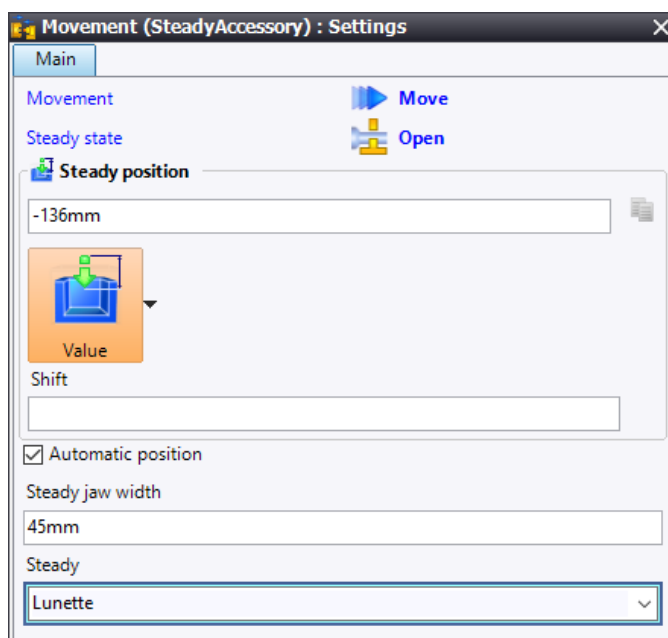 Movement (SteadyAccessory) : Settings
Main
Movement Move
Steady state Open
Steady position
-136mm
Value
Shift
Automatic position
Steady jaw width
45mm
Steady
Lunette